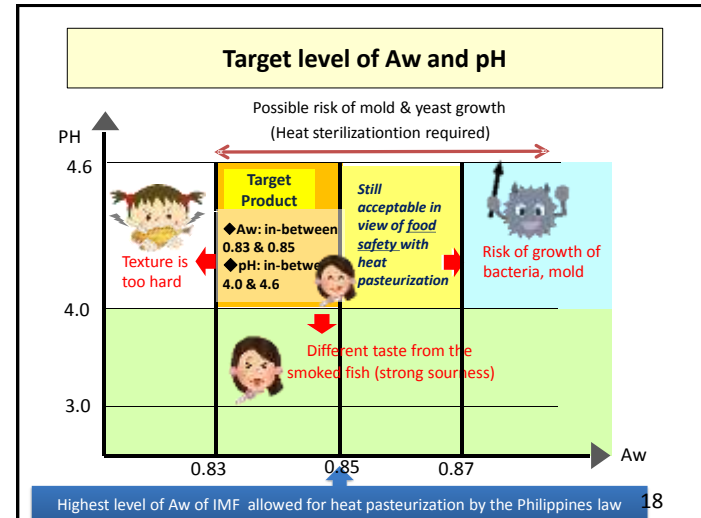 Target level of Aw and pH
Possible risk of mold & yeast growth
(Heat sterilizationtion required)
PH
4.6
Target
Product
◆Aw: in-between
0.83 & 0.85
◆pH: in-betwe
4.0 & 4.6
Still
acceptable in
view of food
safety with
heat
pasteurization
Texture is
too hard
Risk of growth of
bacteria, mold
4.0
Different taste from the
smoked fish (strong sourness)
3.0
Aw
0.83
0.85
0.87
Highest level of Aw of IMF allowed for heat pasteurization by the Philippines law
18